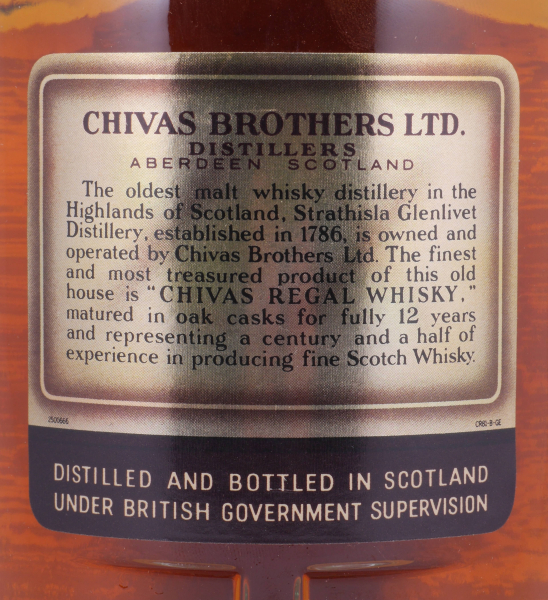 CHIVAS BROTHERS LTD.
DISTILLERS
ABERDEEN SCOTLAND
The oldest malt whisky distillery in the
Highlands of Scotland, Strathisla Glenlivet
Distillery, established in 1786, is owned and
operated by Chivas Brothers Ltd. The finest
and most treasured product of this old
house is "CHIVAS REGAL WHISKY,"
matured in oak casks for fully 12 years
and representing a century and a half of
experience in producing fine Scotch Whisky.
2500666 CR60-B-GE
DISTILLED AND BOTTLED IN SCOTLAND
UNDER BRITISH GOVERNMENT SUPERVISION